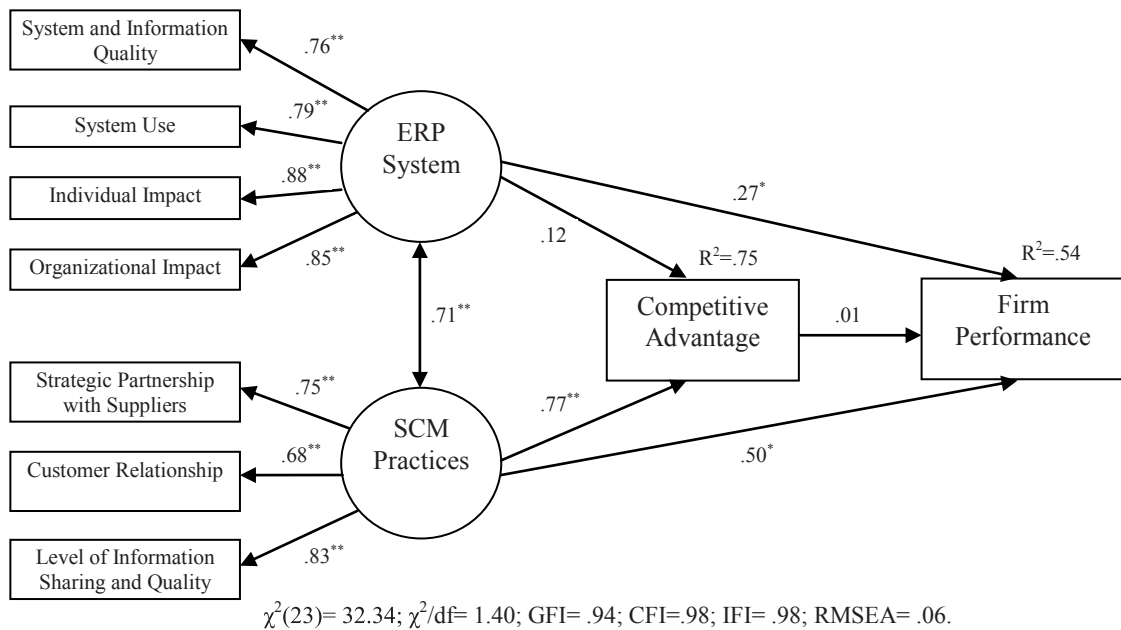 System and Information
Quality
.76**
System Use
.79**
ERP
System
Individual Impact
.88**
.27*
Organizational Impact
.85**
.12
R²=.75
R²=.54
Competitive
Advantage
.01
Firm
Performance
.71**
Strategic Partnership
with Suppliers
.75**
SCM
Practices
.77**
Customer Relationship
.68**
.50*
Level of Information
Sharing and Quality
.83**
χ²(23)= 32.34; χ²/df= 1.40; GFI= .94; CFI=.98; IFI= .98; RMSEA= .06.